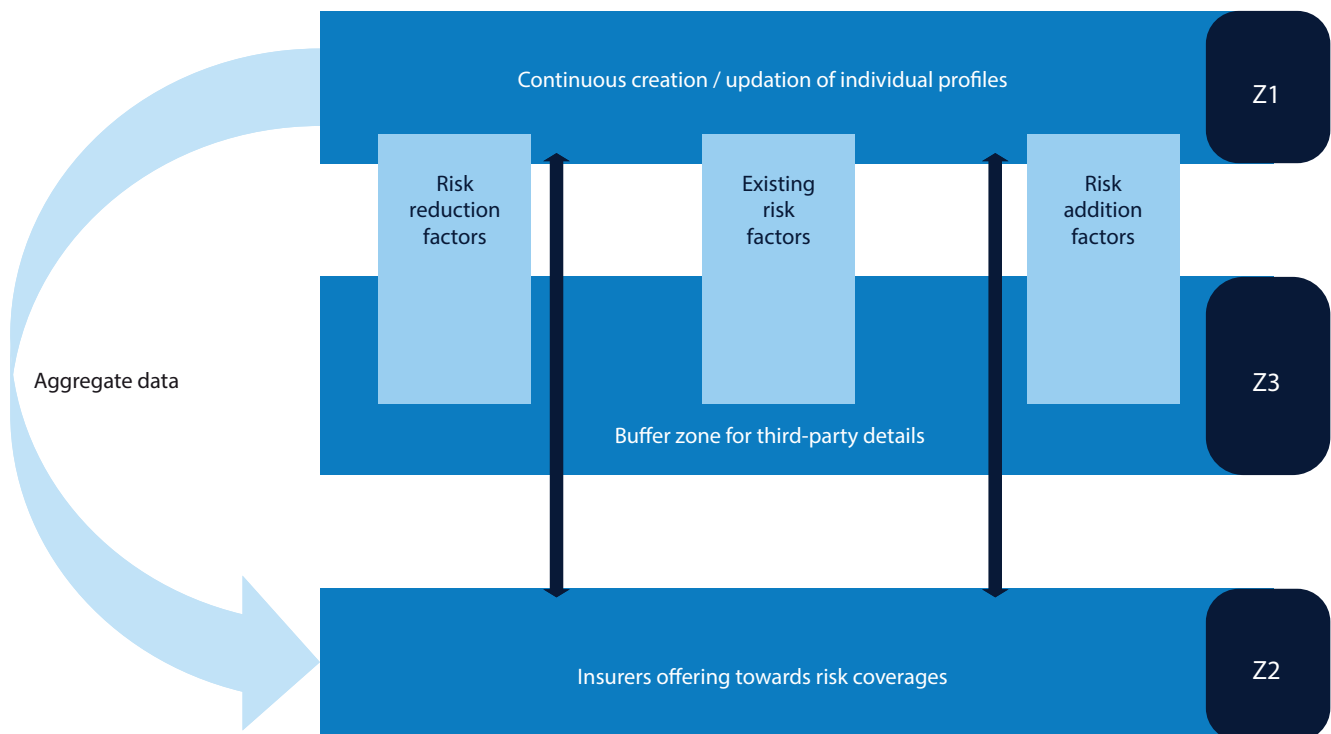 Continuous creation / updation of individual profiles
Z1
Risk
reduction
factors
Existing
risk
factors
Risk
addition
factors
Aggregate data
Z3
Buffer zone for third-party details
Insurers offering towards risk coverages
Z2